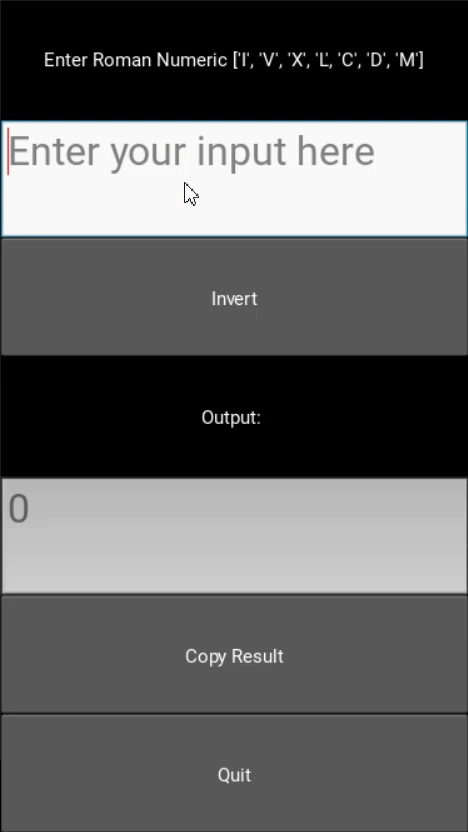 Enter Roman Numeric ['I', 'V', 'X', 'L, 'C', 'D', 'M']
Enter your input here
Invert
Output:
0
Copy Result
Quit